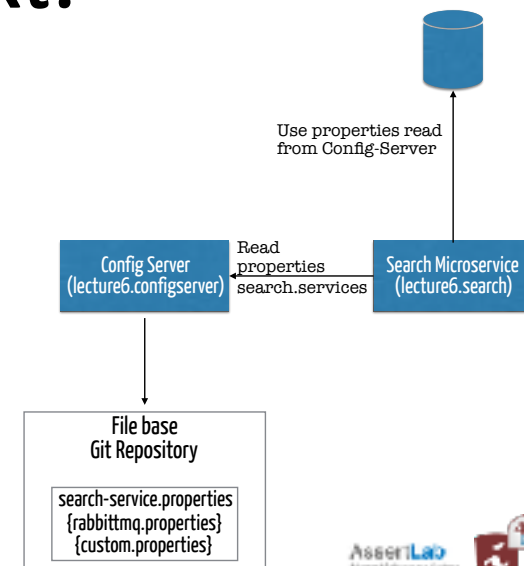 Use properties read
from Config-Server
Config Server
(lecture6.configserver)
Read
properties
search.services
Search Microservice
(lecture6.search)
File base
Git Repository
search-service.properties
{rabbittmq.properties}
{custom.properties}
AssertLab